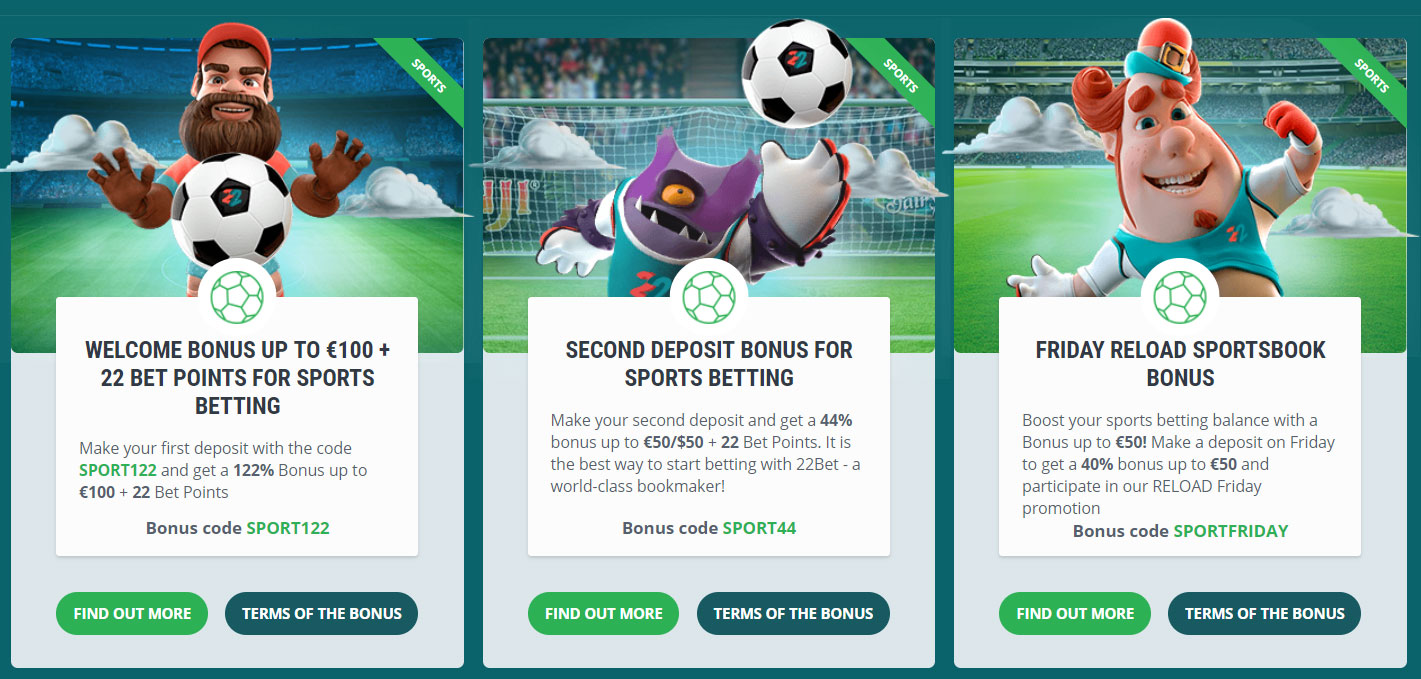 SPORTS
22
WELCOME BONUS UP TO €100 +
22 BET POINTS FOR SPORTS
BETTING
Make your first deposit with the code
SPORT122 and get a 122% Bonus up to
€100 + 22 Bet Points
Bonus code SPORT122
FIND OUT MORE
TERMS OF THE BONUS
SPORTS
22
22
SECOND DEPOSIT BONUS FOR
SPORTS BETTING
Make your second deposit and get a 44%
bonus up to €50/$50 + 22 Bet Points. It is
the best way to start betting with 22Bet - a
world-class bookmaker!
Bonus code SPORT44
FIND OUT MORE
TERMS OF THE BONUS
SPORTS
22
FRIDAY RELOAD SPORTSBOOK
BONUS
Boost your sports betting balance with a
Bonus up to €50! Make a deposit on Friday
to get a 40% bonus up to €50 and
participate in our RELOAD Friday
promotion
Bonus code SPORTFRIDAY
FIND OUT MORE
TERMS OF THE BONUS